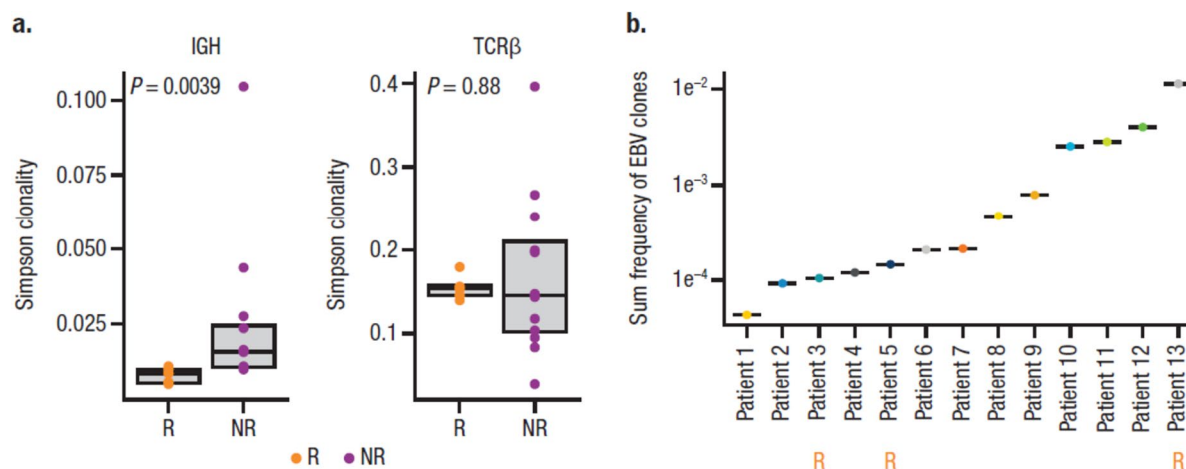 a.
IGH
P = 0.0039
Simpson clonality
0.100
0.075
0.050
0.025
R
NR
TCRβ
P = 0.88
Simpson clonality
0.4
0.3
0.2
0.1
R
NR
R
NR
b.
Sum frequency of EBV clones
1e⁻²
1e⁻³
1e⁻⁴
Patient 1
Patient 2
Patient 3
Patient 4
Patient 5
Patient 6
Patient 7
Patient 8
Patient 9
Patient 10
Patient 11
Patient 12
Patient 13
R
R
R